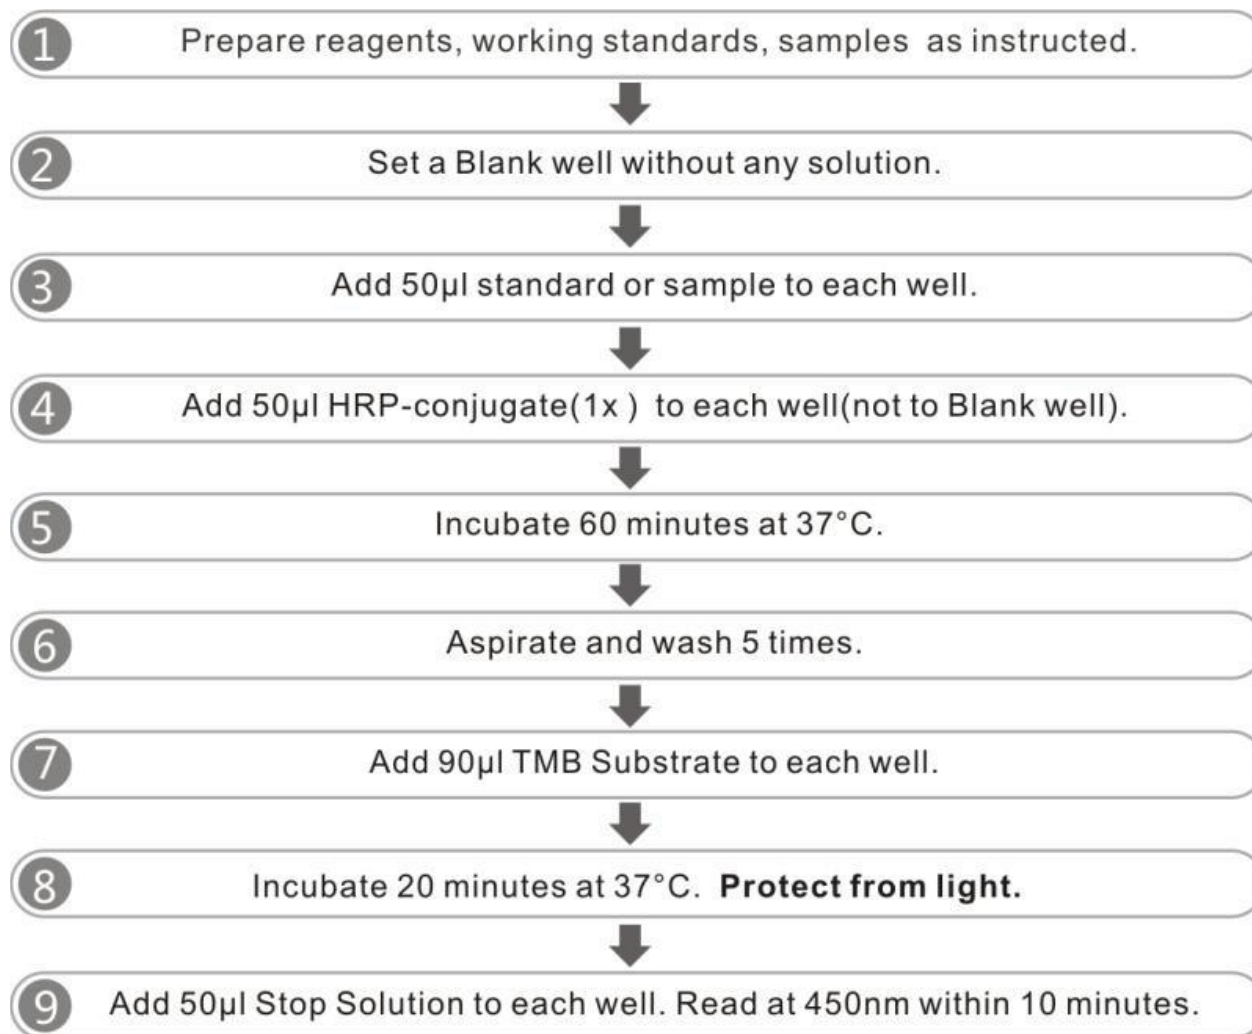 1 Prepare reagents, working standards, samples as instructed.
2 Set a Blank well without any solution.
3 Add 50µl standard or sample to each well.
4 Add 50µl HRP-conjugate(1x ) to each well(not to Blank well).
5 Incubate 60 minutes at 37°C.
6 Aspirate and wash 5 times.
7 Add 90µl TMB Substrate to each well.
8 Incubate 20 minutes at 37°C. Protect from light.
9 Add 50µl Stop Solution to each well. Read at 450nm within 10 minutes.